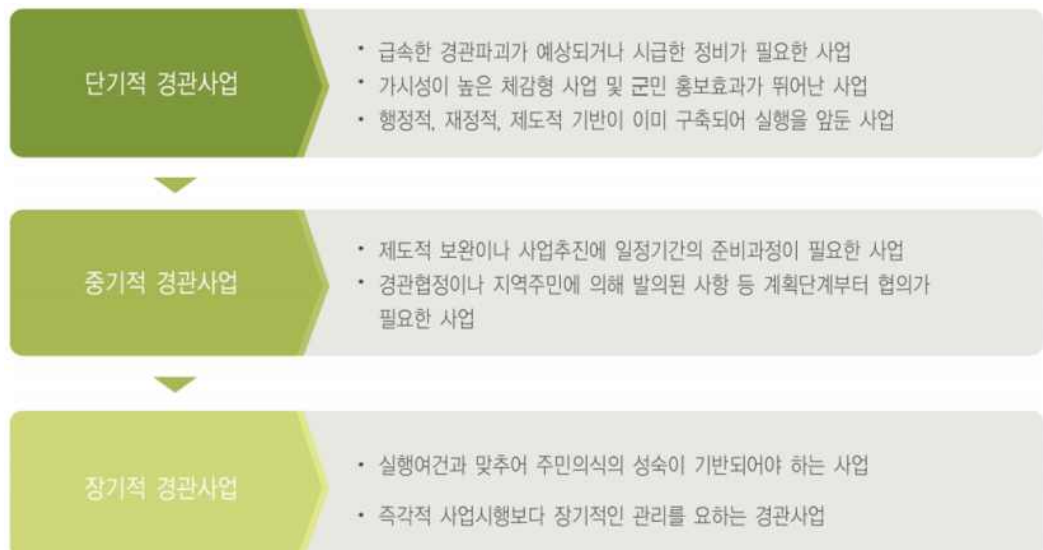 단기적 경관사업
• 급속한 경관파괴가 예상되거나 시급한 정비가 필요한 사업
• 가시성이 높은 체감형 사업 및 군민 홍보효과가 뛰어난 사업
• 행정적, 재정적, 제도적 기반이 이미 구축되어 실행을 앞둔 사업
중기적 경관사업
• 제도적 보완이나 사업추진에 일정기간의 준비과정이 필요한 사업
• 경관협정이나 지역주민에 의해 발의된 사항 등 계획단계부터 협의가
필요한 사업
장기적 경관사업
• 실행여건과 맞추어 주민의식의 성숙이 기반되어야 하는 사업
• 즉각적 사업시행보다 장기적인 관리를 요하는 경관사업